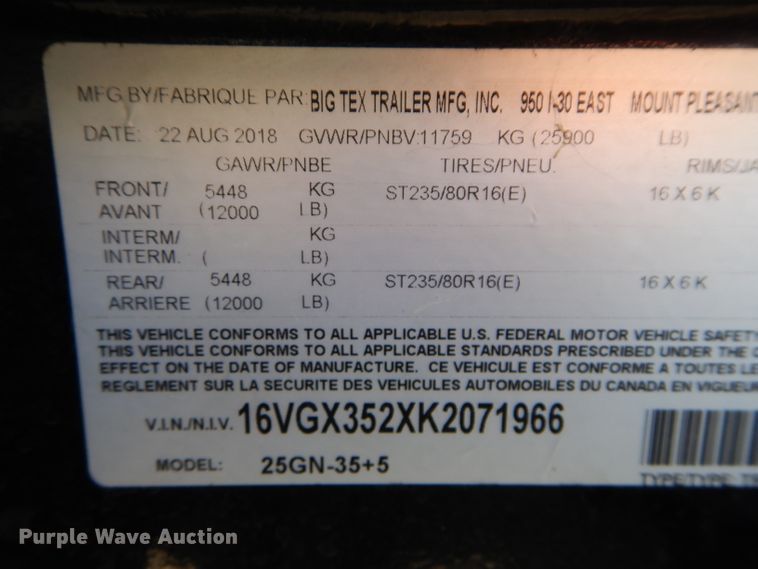 MFG BY/FABRIQUE PAR: BIG TEX TRAILER MFG, INC. 950 I-30 EAST MOUNT PLEASANT
DATE: 22 AUG 2018 GVWR/PNBV:11759 KG (25900 LB)
GAWR/PNBE TIRES/PNEU. RIMS/JA
FRONT/ 5448 KG ST235/80R16(E) 16 X 6 K
AVANT (12000 LB)
INTERM/ KG
INTERM. ( LB)
REAR/ 5448 KG ST235/80R16(E) 16 X 6 K
ARRIERE (12000 LB)
THIS VEHICLE CONFORMS TO ALL APPLICABLE U.S. FEDERAL MOTOR VEHICLE SAFETY
THIS VEHICLE CONFORMS TO ALL APPLICABLE STANDARDS PRESCRIBED UNDER THE
EFFECT ON THE DATE OF MANUFACTURE. CE VEHICULE EST CONFORME A TOUTES LE
REGLEMENT SUR LA SECURITE DES VEHICULES AUTOMOBILES DU CANADA EN VIGUEUR
V.I.N./N.I.V. 16VGX352XK2071966
MODEL: 25GN-35+5
TYPE/TYPE:
Purple Wave Auction